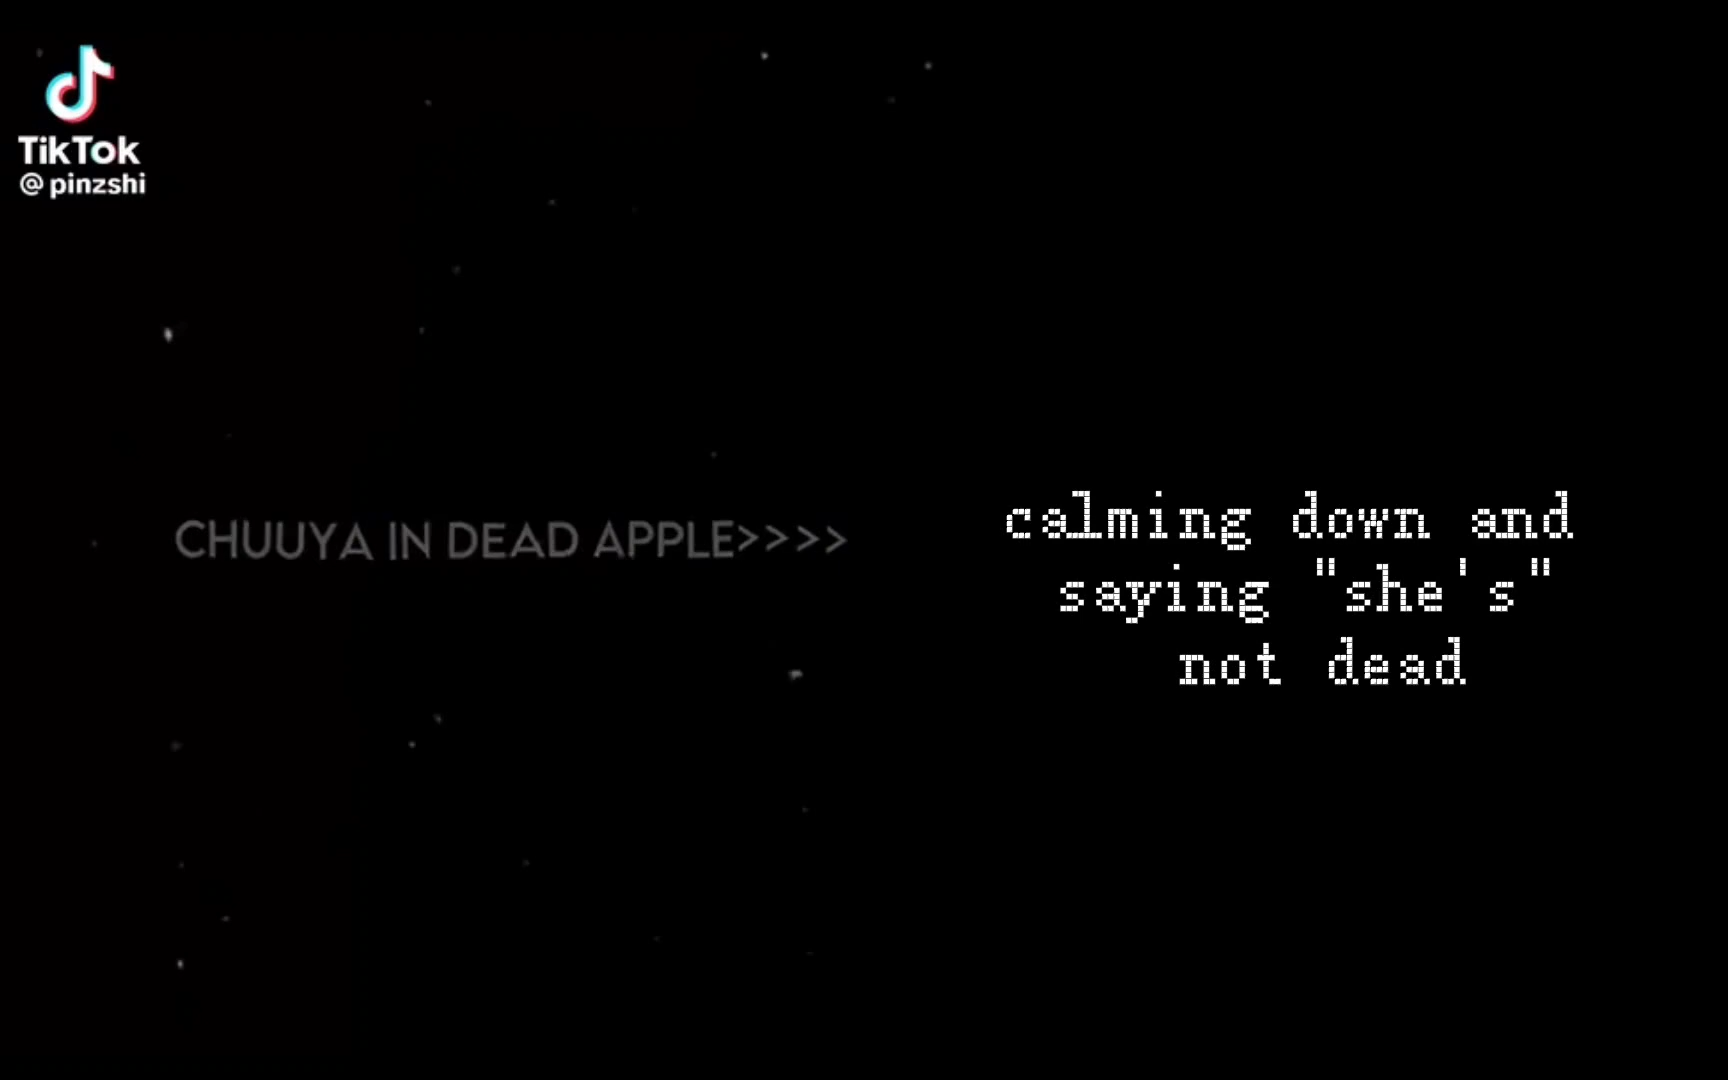 TikTok
@pinzshi
CHUUYA IN DEAD APPLE>>>>
calming down and
saying "she's"
not dead